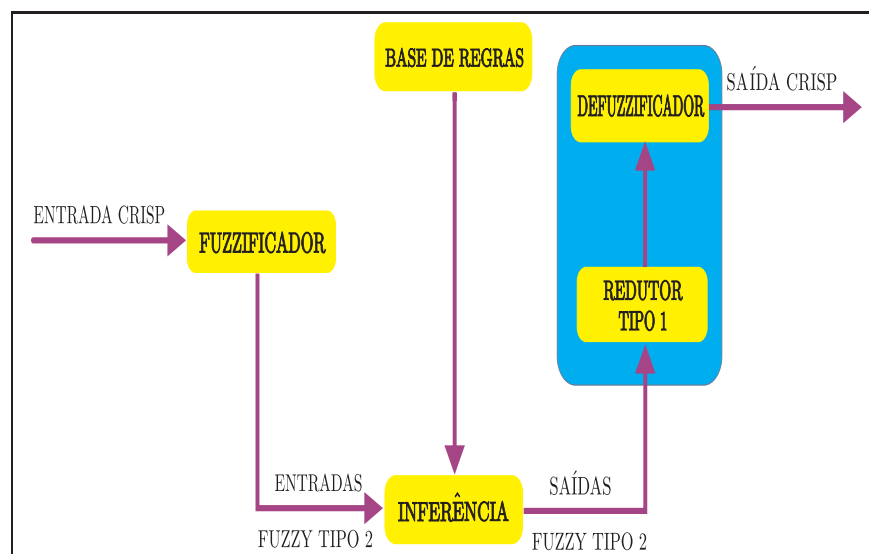 BASE DE REGRAS
DEFUZZIFICADOR
SAÍDA CRISP
ENTRADA CRISP
FUZZIFICADOR
REDUTOR
TIPO 1
ENTRADAS
FUZZY TIPO 2
INFERÊNCIA
SAÍDAS
FUZZY TIPO 2